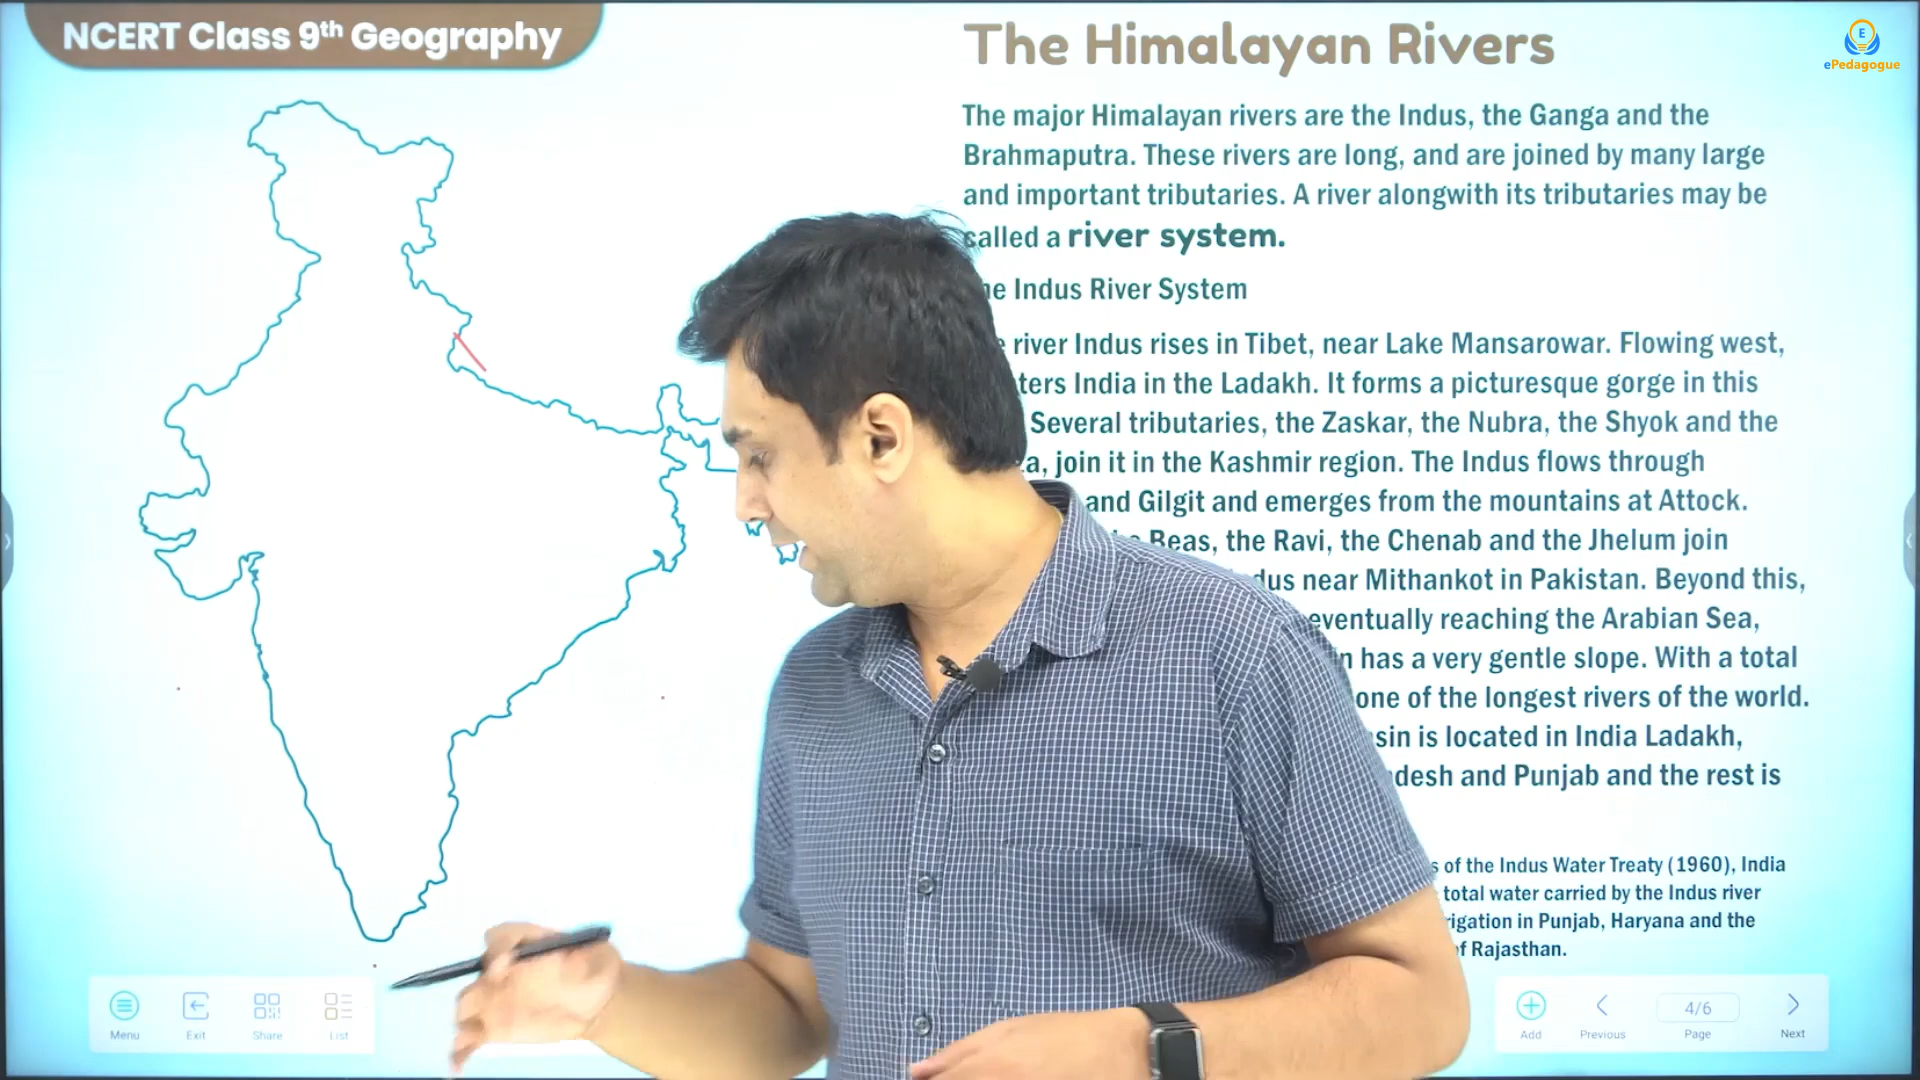 NCERT Class 9th Geography
The Himalayan Rivers
E
ePedagogue
The major Himalayan rivers are the Indus, the Ganga and the
Brahmaputra. These rivers are long, and are joined by many large
and important tributaries. A river alongwith its tributaries may be
called a river system.
Indus River System
river Indus rises in Tibet, near Lake Mansarowar. Flowing west,
India in the Ladakh. It forms a picturesque gorge in this
Several tributaries, the Zaskar, the Nubra, the Shyok and the
join it in the Kashmir region. The Indus flows through
and Gilgit and emerges from the mountains at Attock.
Beas, the Ravi, the Chenab and the Jhelum join
near Mithankot in Pakistan. Beyond this,
eventually reaching the Arabian Sea,
has a very gentle slope. With a total
one of the longest rivers of the world.
is located in India Ladakh,
and Punjab and the rest is
of the Indus Water Treaty (1960), India
total water carried by the Indus river
in Punjab, Haryana and the
Rajasthan.
Menu
Exit
Share
List
Add
Previous
4/6
Page
Next